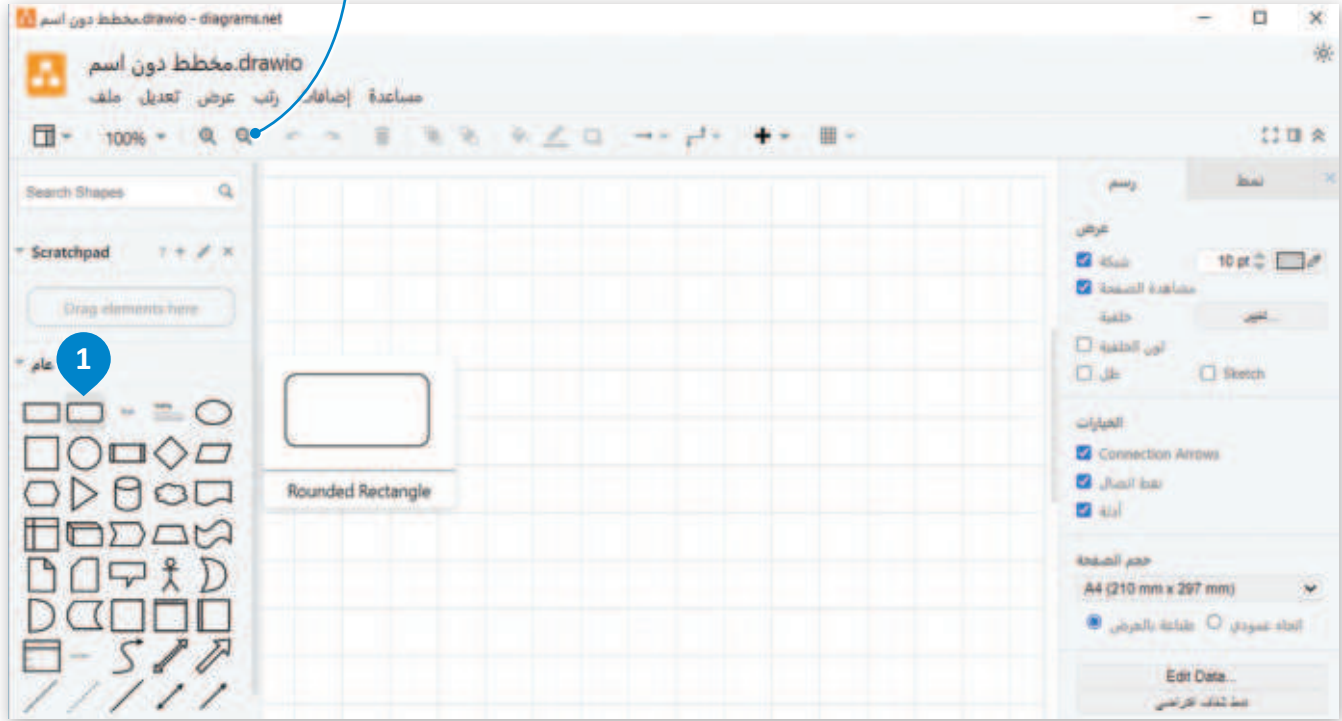 مخطط دون اسم.drawio - diagrams.net
مخطط دون اسم.drawio
ملف تعديل عرض رتب إضافات مساعدة
100%
Search Shapes
Scratchpad ? + ×
Drag elements here
عام
1
Rounded Rectangle
رسم
نمط
عرض
شبكة
10 pt
مشاهدة الصفحة
خلفية
تغيير...
لون الخلفية
ظل
Sketch
الخيارات
Connection Arrows
نقط اتصال
أدلة
حجم الصفحة
A4 (210 mm x 297 mm)
طباعة بالعرض
اتجاه عمودي
Edit Data...